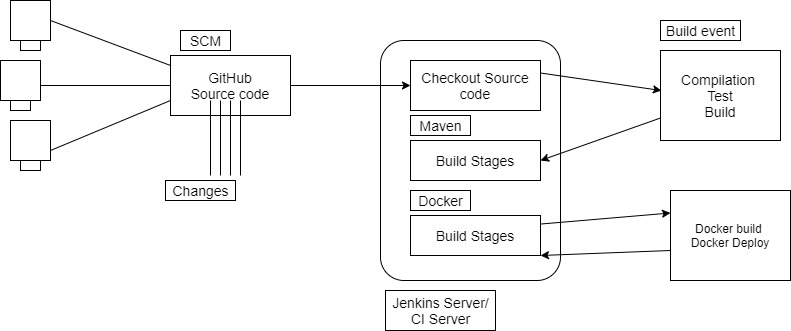 SCM
GitHub
Source code
Changes
Checkout Source
code
Maven
Build Stages
Docker
Build Stages
Jenkins Server/
CI Server
Build event
Compilation
Test
Build
Docker build
Docker Deploy